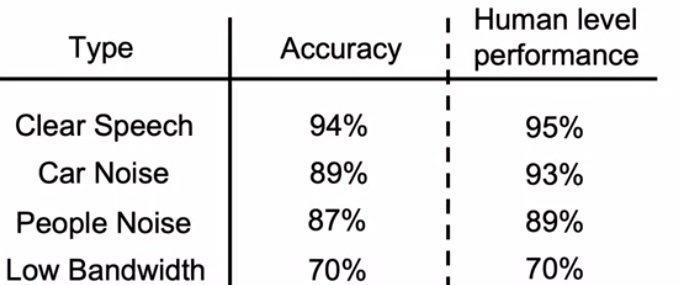 Type Accuracy Human level performance
Clear Speech 94% 95%
Car Noise 89% 93%
People Noise 87% 89%
Low Bandwidth 70% 70%